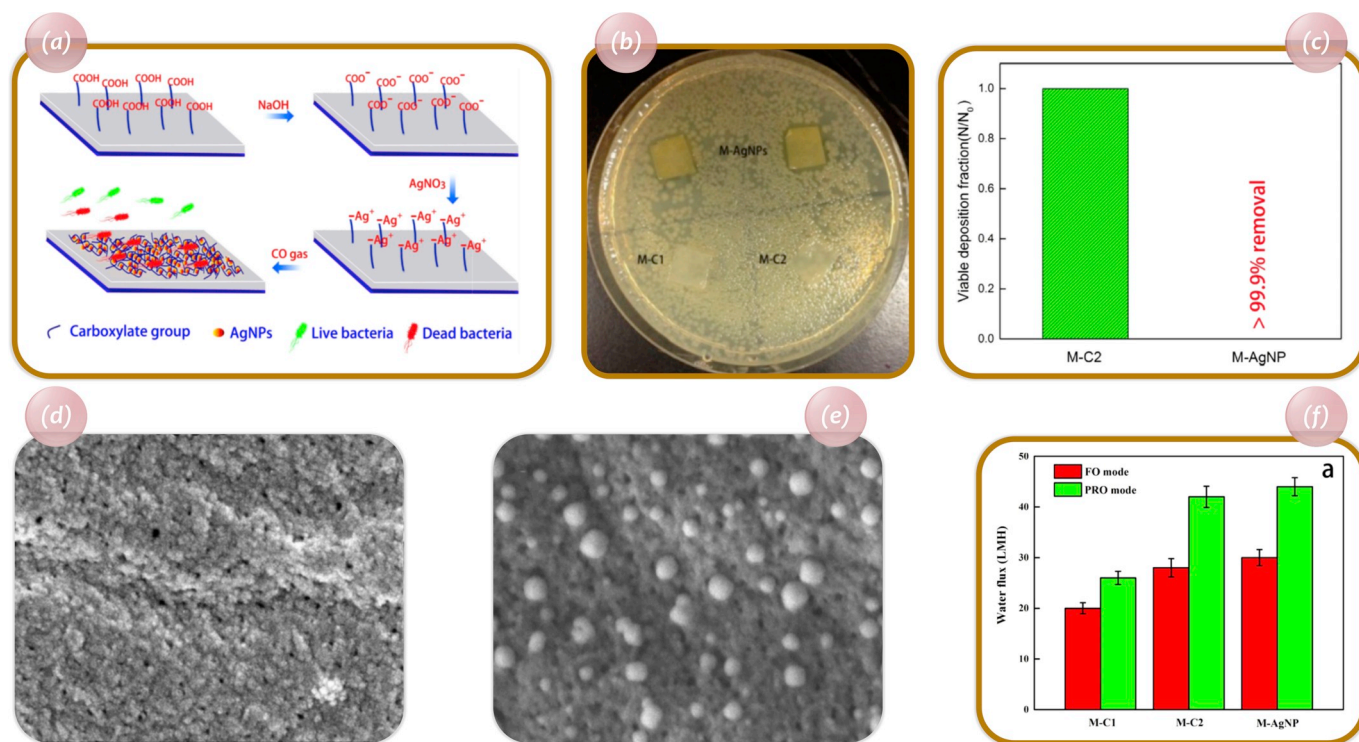 (a)
COOH COOH COOH COOH
COOH COOH COOH COOH
NaOH
COO⁻ COO⁻ COO⁻ COO⁻
COO⁻ COO⁻ COO⁻ COO⁻
AgNO₃
–Ag⁺ –Ag⁺ –Ag⁺ –Ag⁺
–Ag⁺ –Ag⁺ –Ag⁺ –Ag⁺
CO gas
Carboxylate group AgNPs Live bacteria Dead bacteria
(b)
M-AgNPs
M-C1 M-C2
(c)
Viable deposition fraction(N/N₀)
1.0
0.8
0.6
0.4
0.2
0.0
> 99.9% removal
M-C2 M-AgNP
(d)
(e)
(f)
a
FO mode
PRO mode
Water flux (LMH)
50
40
30
20
10
0
M-C1 M-C2 M-AgNP